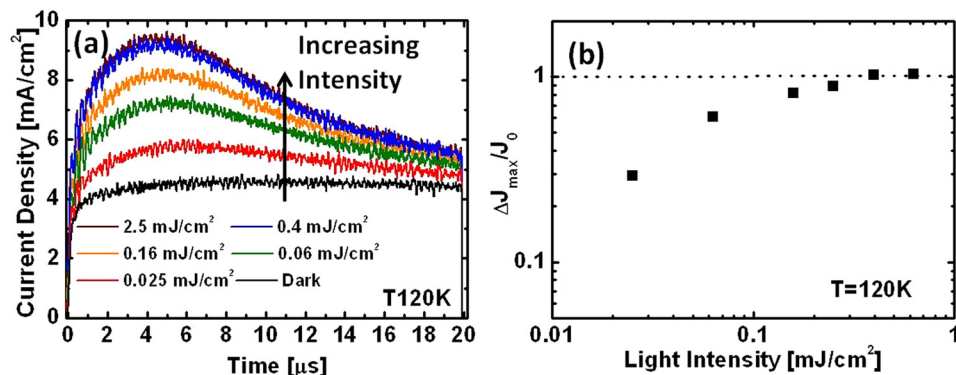 (a)
Increasing
Intensity
Current Density [mA/cm²]
10
8
6
4
2
0
2.5 mJ/cm²
0.4 mJ/cm²
0.16 mJ/cm²
0.06 mJ/cm²
0.025 mJ/cm²
Dark
T120K
0 2 4 6 8 10 12 14 16 18 20
Time [µs]
(b)
ΔJmax/J0
1
0.1
T=120K
0.01 0.1 1
Light Intensity [mJ/cm²]